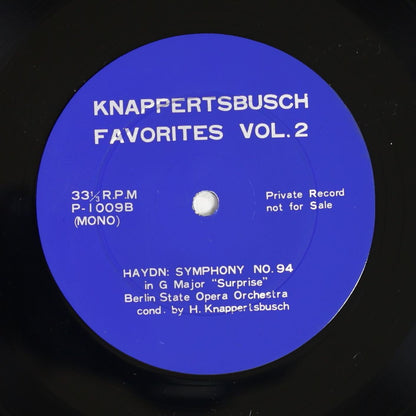 KNAPPERTSBUSCH
FAVORITES VOL. 2
33⅓ R.P.M
P-1009B
(MONO)
Private Record
not for Sale
HAYDN: SYMPHONY NO. 94
in G Major "Surprise"
Berlin State Opera Orchestra
cond. by H. Knappertsbusch